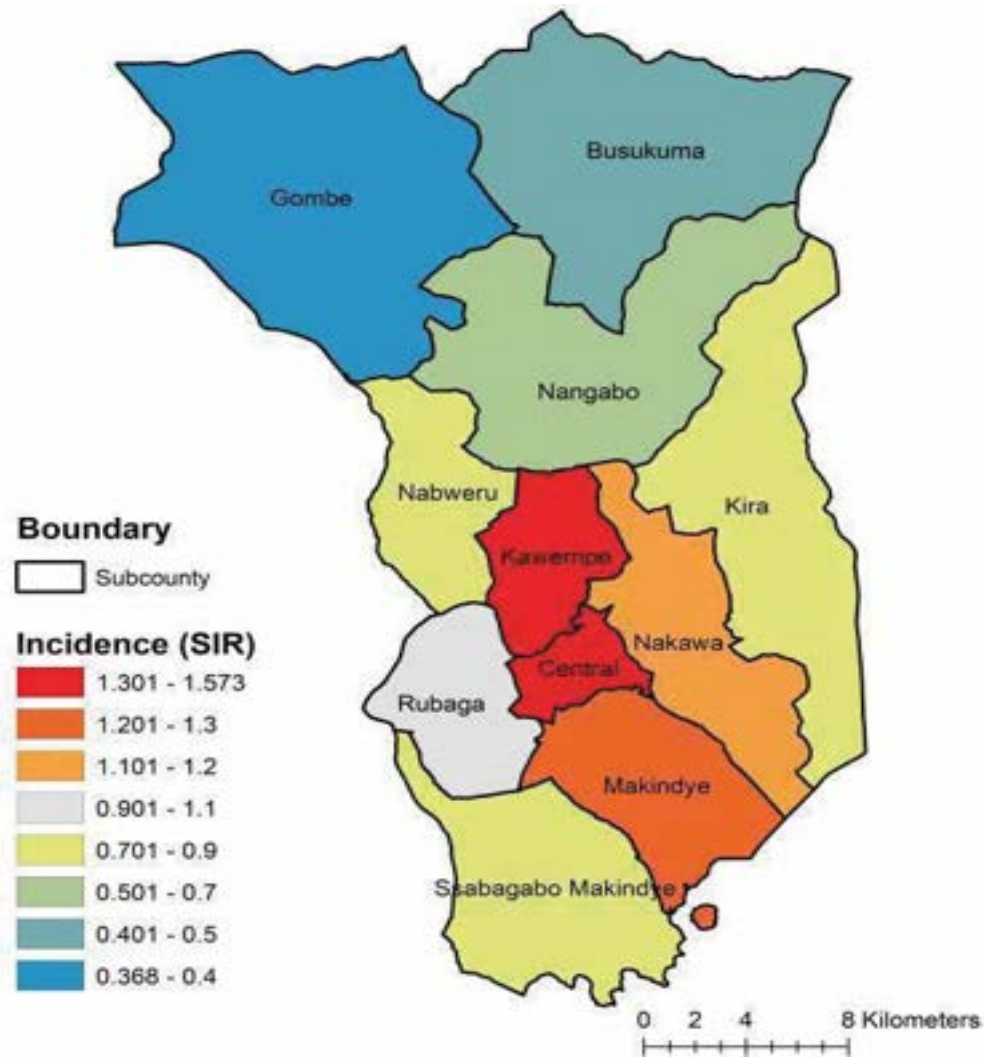 Busukuma
Gombe
Nangabo
Nabweru
Kira
Kawempe
Nakawa
Central
Rubaga
Makindye
Ssabagabo Makindye
Boundary
Subcounty
Incidence (SIR)
1.301 - 1.573
1.201 - 1.3
1.101 - 1.2
0.901 - 1.1
0.701 - 0.9
0.501 - 0.7
0.401 - 0.5
0.368 - 0.4
0 2 4 8 Kilometers